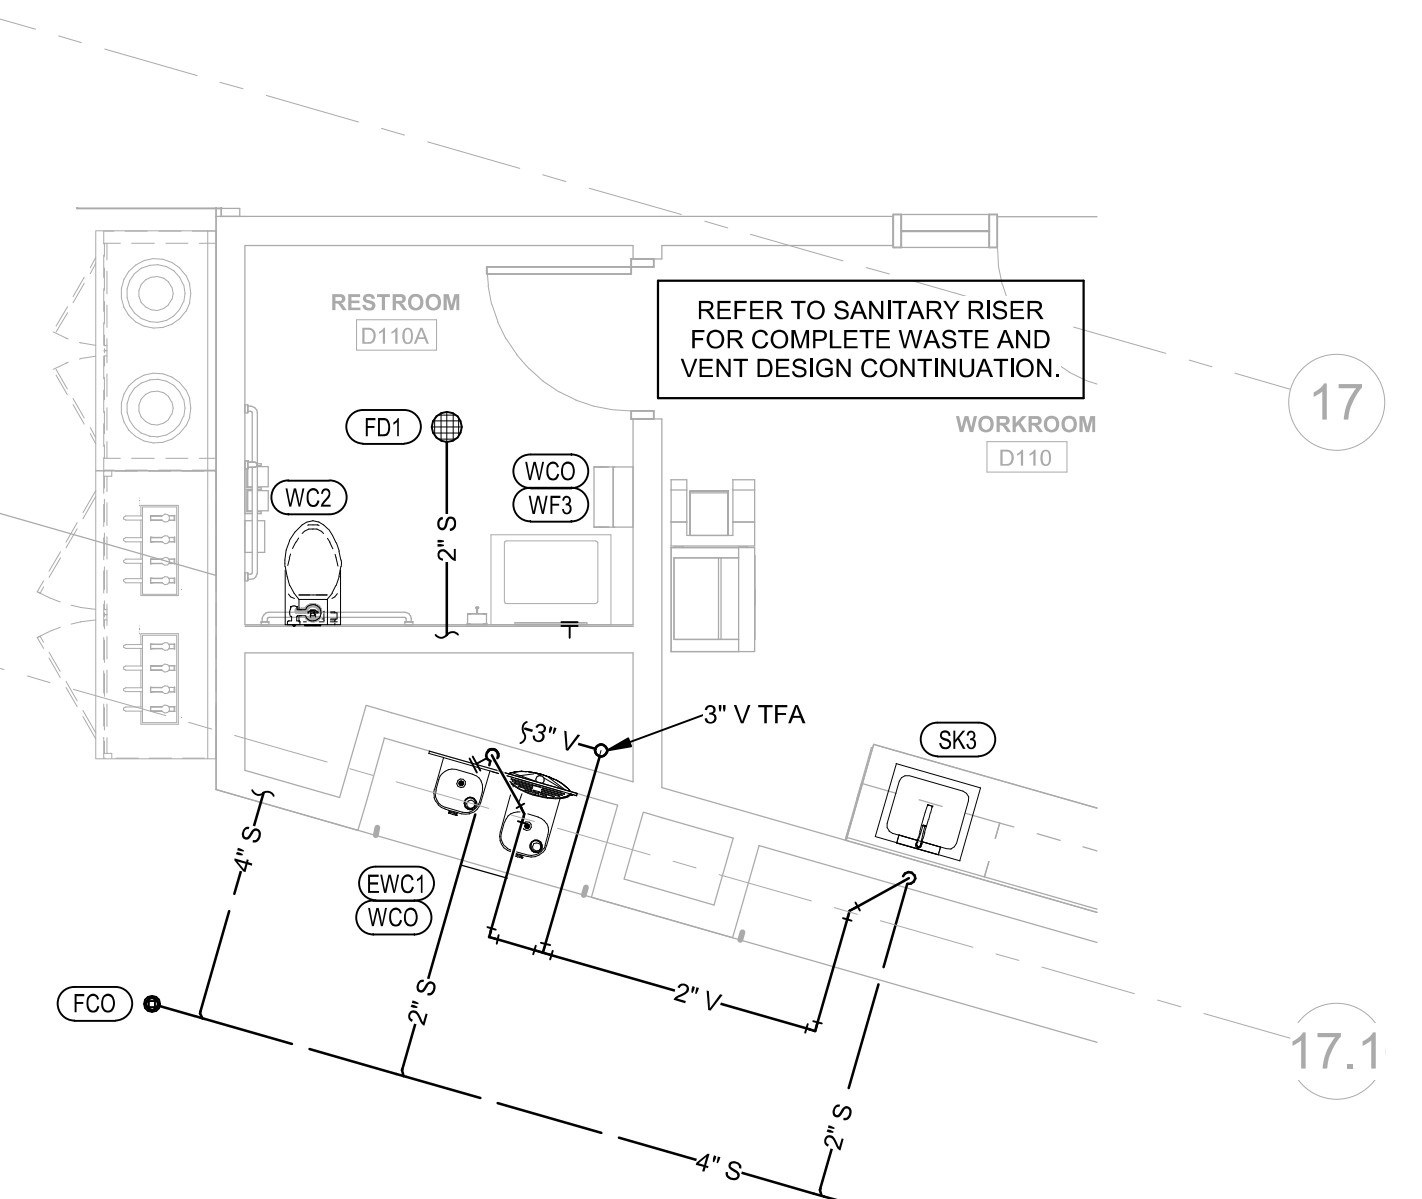 RESTROOM
D110A
REFER TO SANITARY RISER
FOR COMPLETE WASTE AND
VENT DESIGN CONTINUATION.
17
FD1
WORKROOM
D110
WCO
WF3
WC2
2" S
3" V TFA
3" V
SK3
4" S
EWC1
WCO
FCO
2" S
2" V
17.1
2" S
4" S